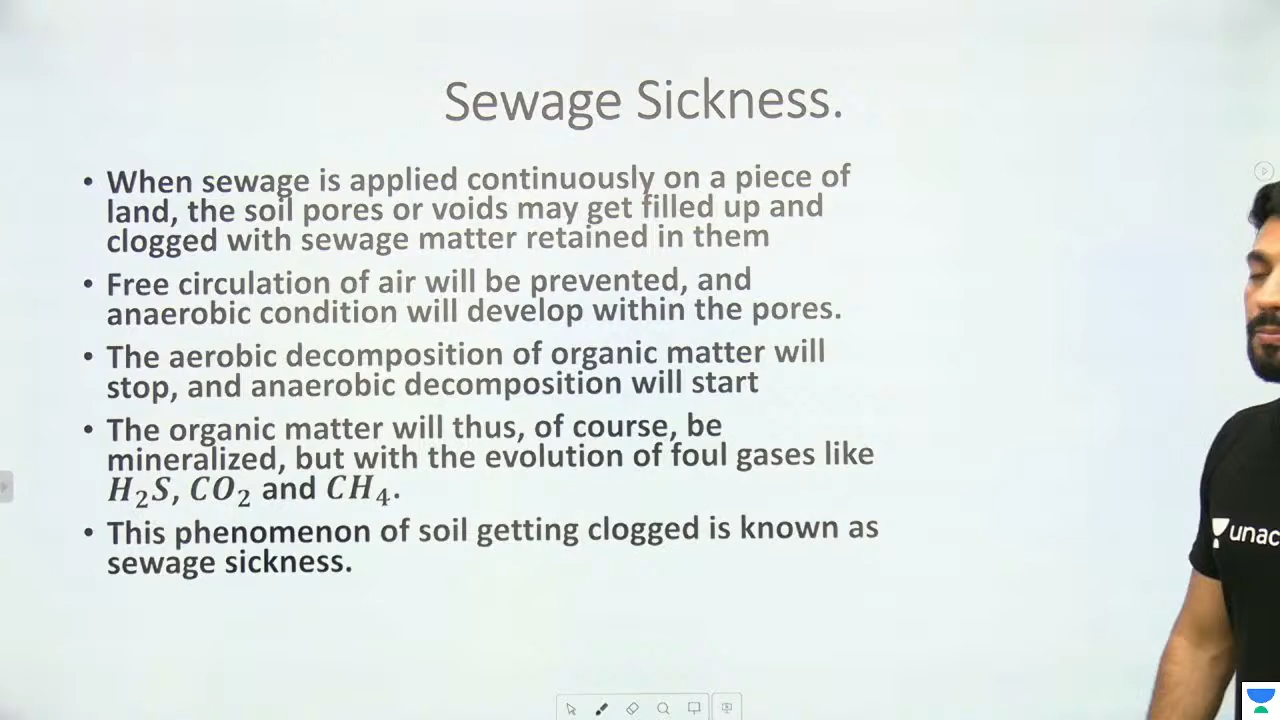 Sewage Sickness.
• When sewage is applied continuously on a piece of
land, the soil pores or voids may get filled up and
clogged with sewage matter retained in them
• Free circulation of air will be prevented, and
anaerobic condition will develop within the pores.
• The aerobic decomposition of organic matter will
stop, and anaerobic decomposition will start
• The organic matter will thus, of course, be
mineralized, but with the evolution of foul gases like
H₂S, CO₂ and CH₄.
• This phenomenon of soil getting clogged is known as
sewage sickness.
unac